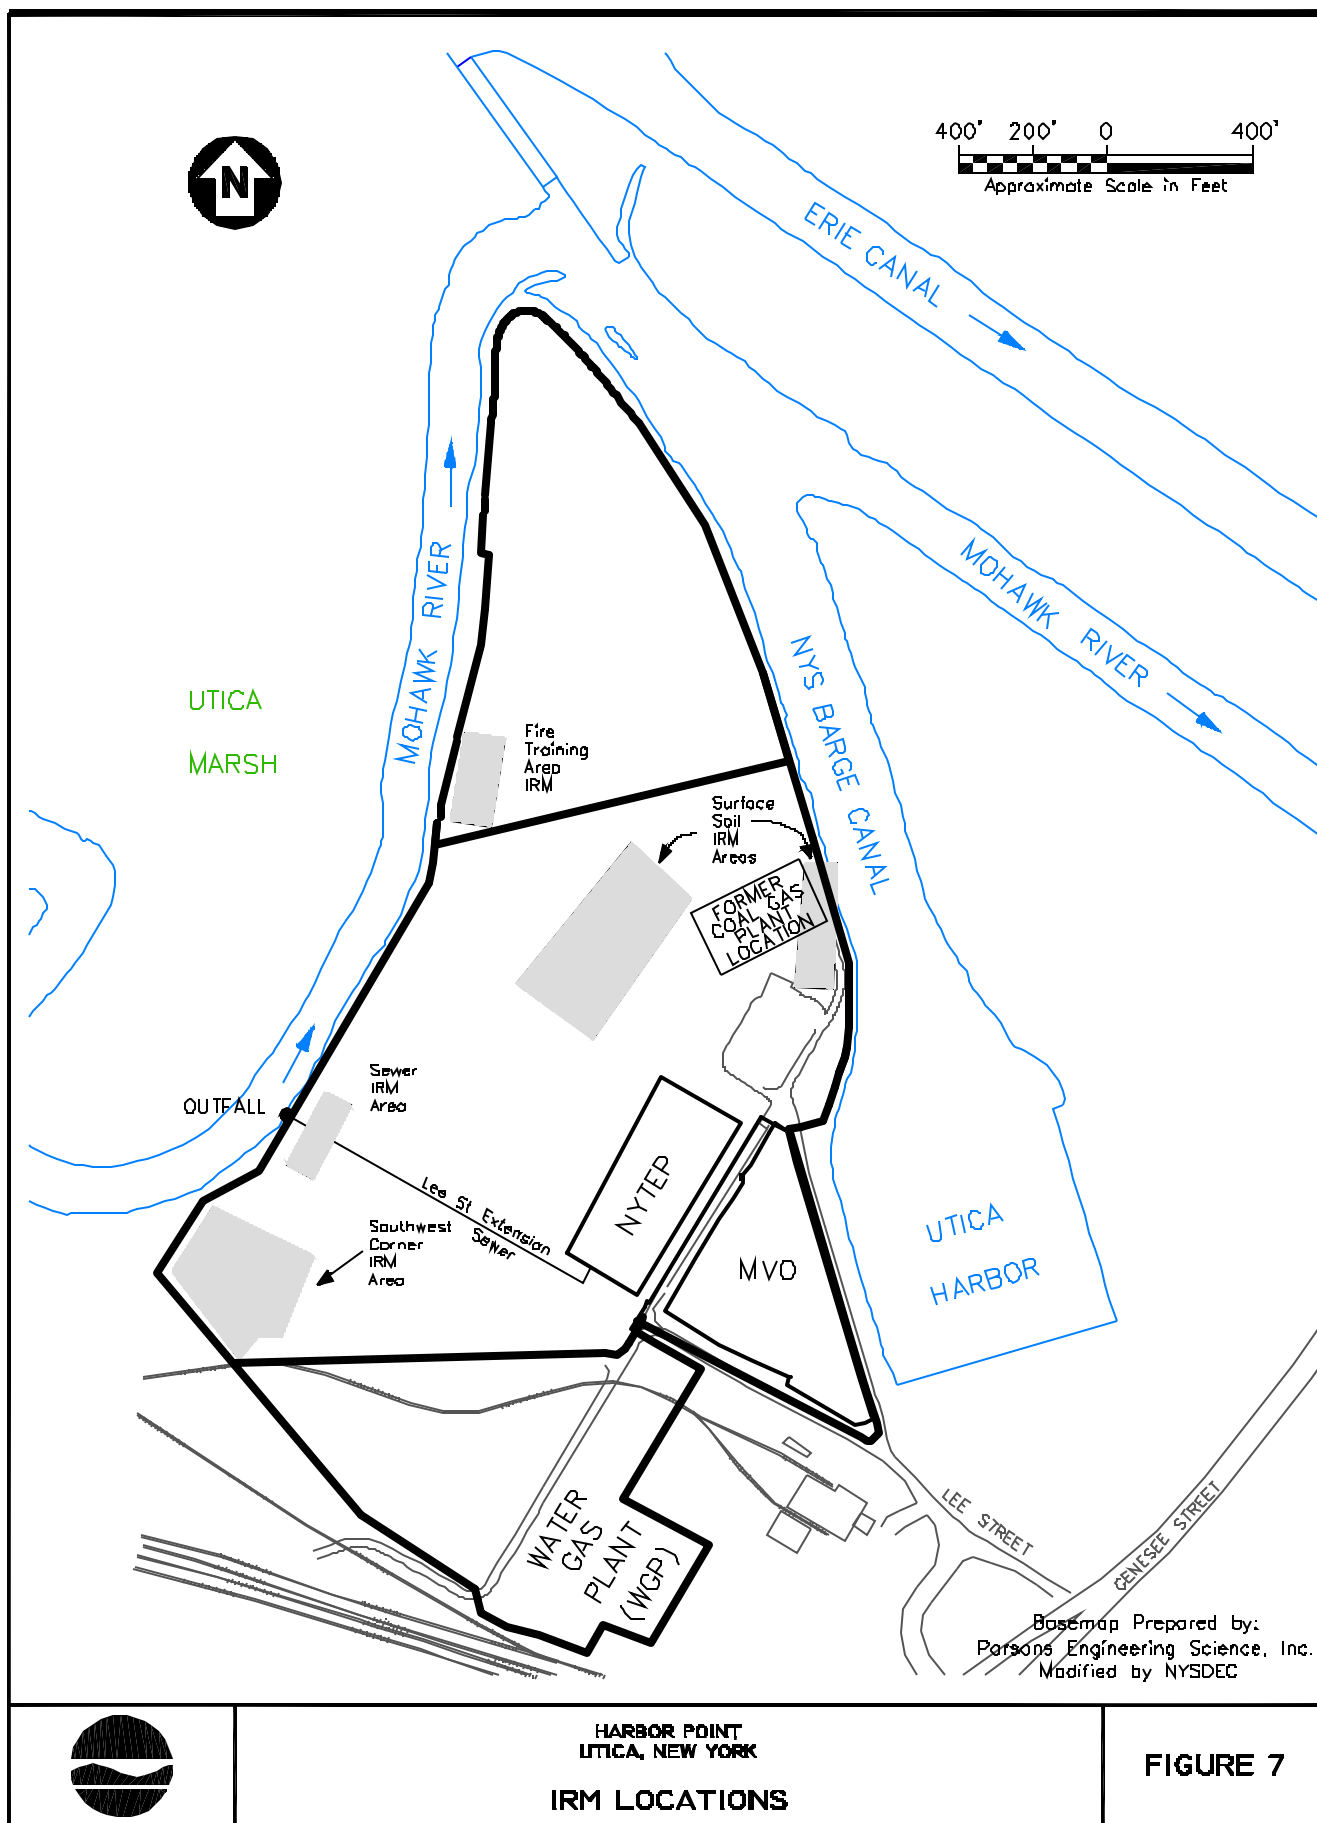 400' 200' 0 400'
Approximate Scale in Feet
N
ERIE CANAL
MOHAWK RIVER
MOHAWK RIVER
NYS BARGE CANAL
UTICA
MARSH
Fire
Training
Area
IRM
Surface
Soil
IRM
Areas
FORMER
COAL GAS
PLANT
LOCATION
Sewer
IRM
Area
OUTFALL
Lee St Extension
Sewer
NYTEP
Southwest
Corner
IRM
Area
MVO
UTICA
HARBOR
WATER
GAS
PLANT
(WGP)
LEE STREET
GENESEE STREET
Basemap Prepared by:
Parsons Engineering Science, Inc.
Modified by NYSDEC
HARBOR POINT
UTICA, NEW YORK
IRM LOCATIONS
FIGURE 7